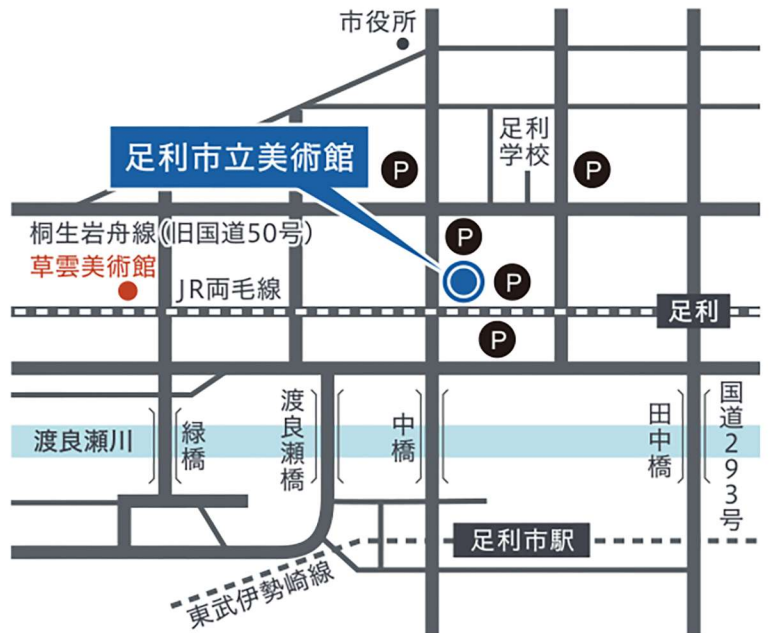 市役所
足利
学校
足利市立美術館
P
P
P
P
P
桐生岩舟線(旧国道50号)
草雲美術館
JR両毛線
足利
渡良瀬川
緑橋
渡良瀬橋
中橋
田中橋
国道293号
足利市駅
東武伊勢崎線